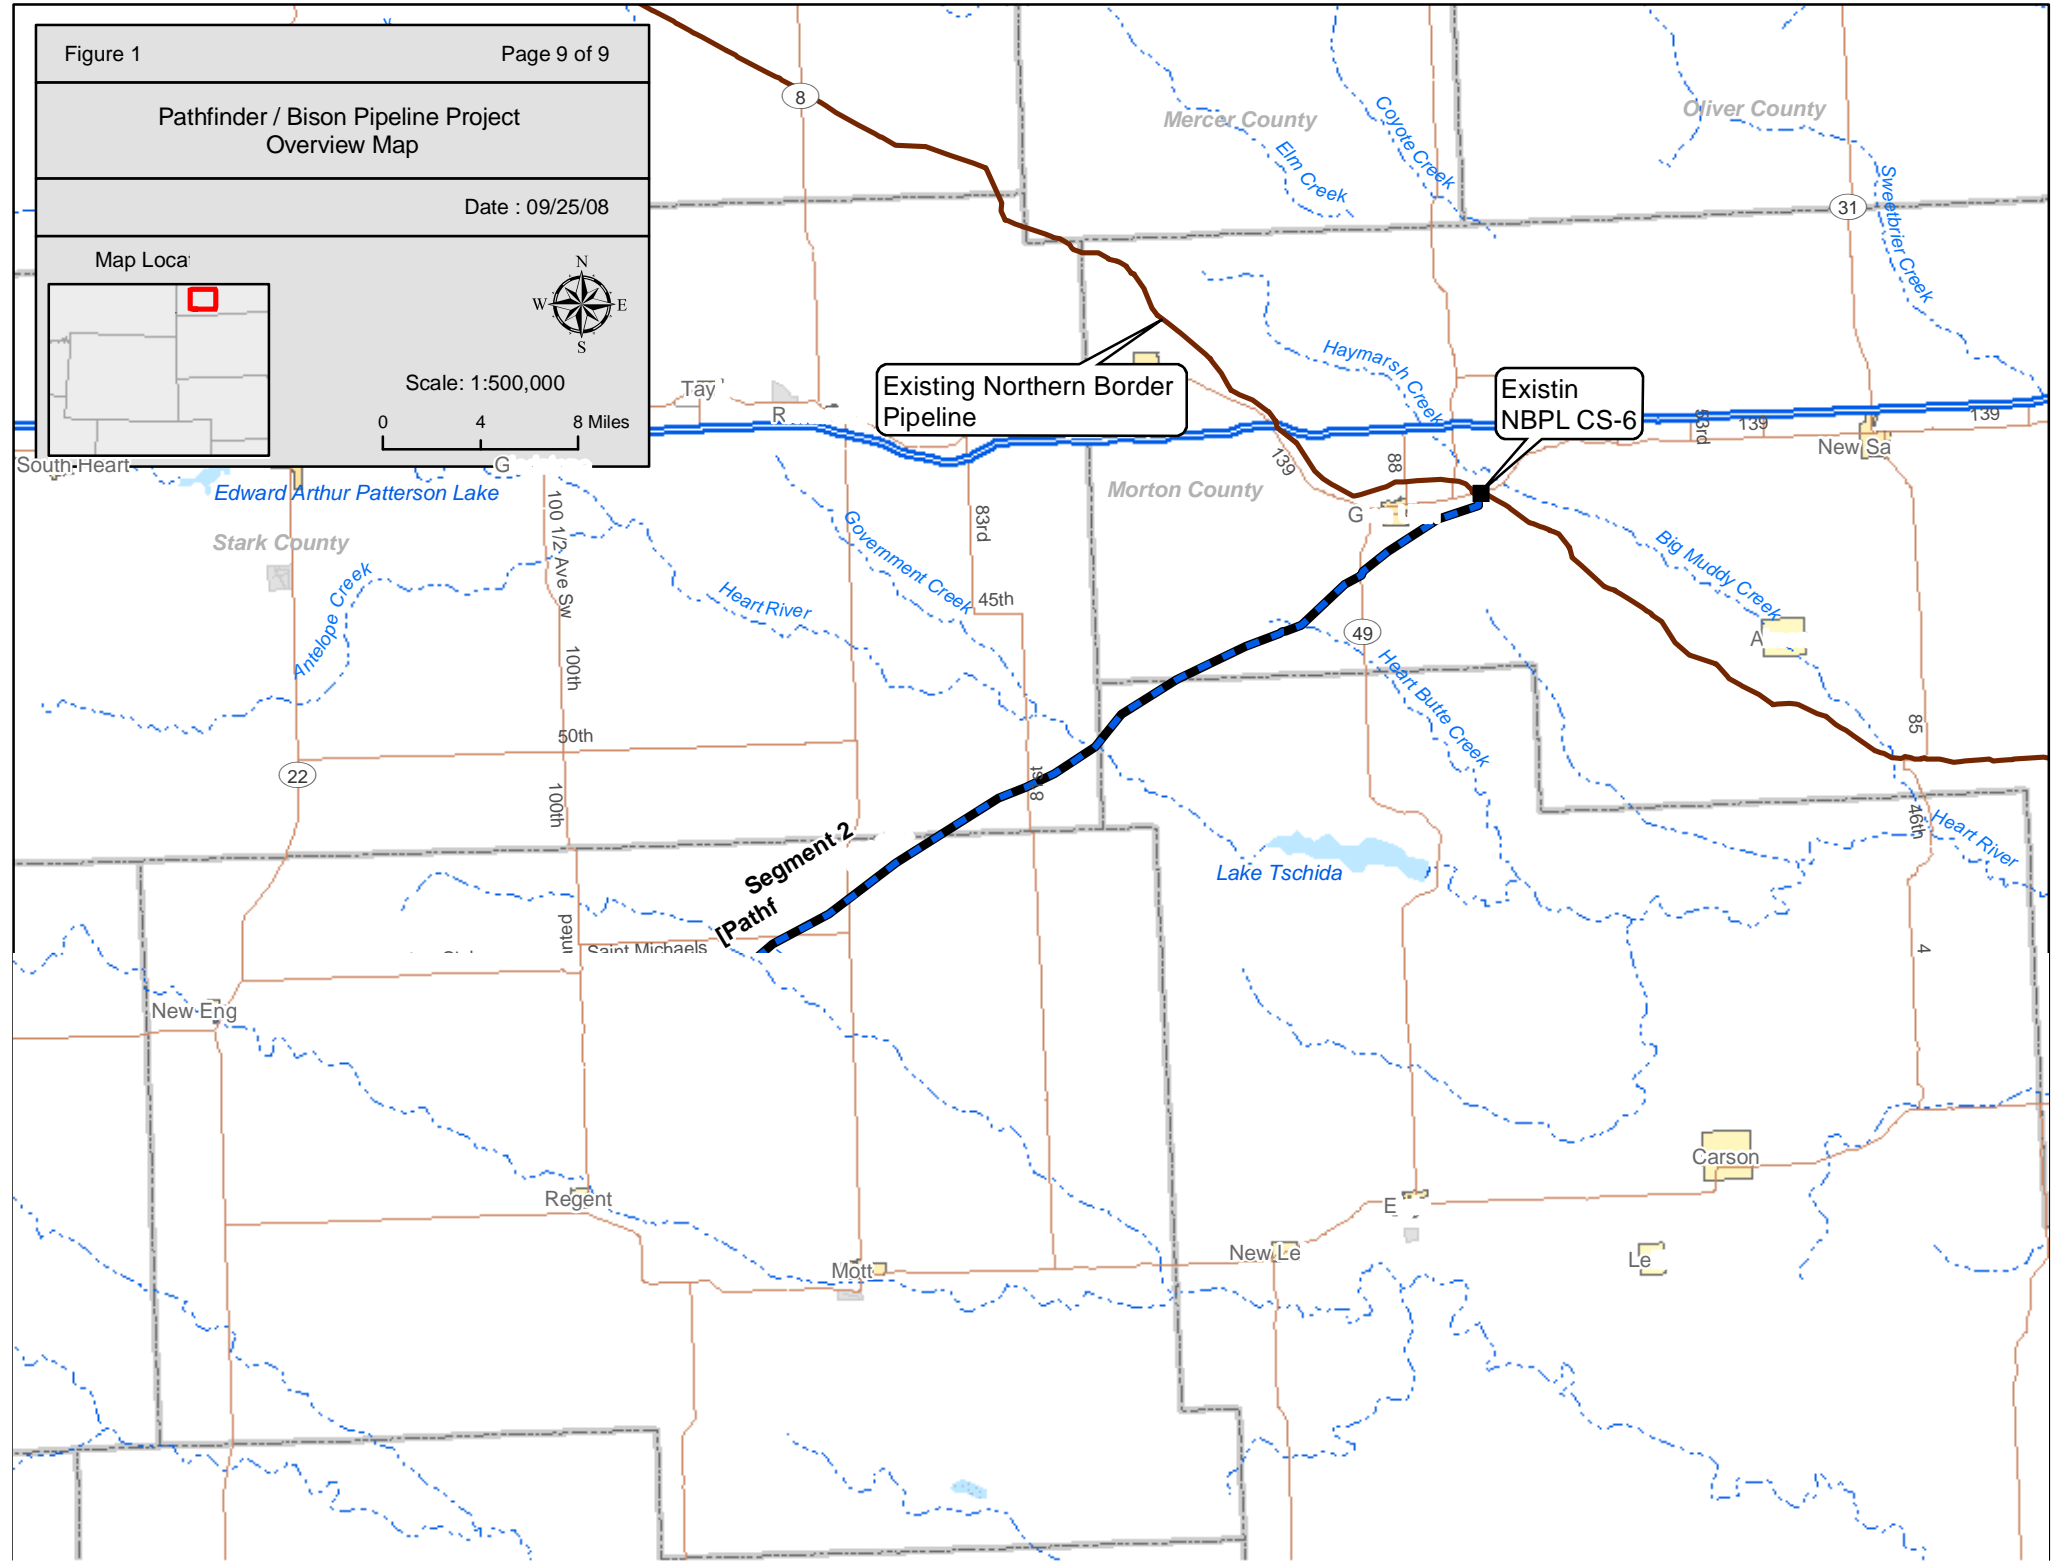 Figure 1
Page 9 of 9
Pathfinder / Bison Pipeline Project
Overview Map
Date : 09/25/08
Map Loca
N
W
E
S
Scale: 1:500,000
0
4
8 Miles
8
Mercer County
Oliver County
Coyote Creek
Elm Creek
Sweetbrier Creek
31
Haymarsh Creek
Tay
R
Existing Northern Border
Pipeline
Existin
NBPL CS-6
53rd
139
139
New Sa
South Heart
G
Edward Arthur Patterson Lake
139
88
Morton County
G
Stark County
100 1/2 Ave Sw
Government Creek
83rd
Big Muddy Creek
Antelope Creek
Heart River
45th
49
A
100th
Heart Butte Creek
85
50th
22
81st
100th
46th
Heart River
Segment 2
[Pathf
Lake Tschida
Saint Michaels
4
New Eng
Carson
Regent
E
New Le
Le
Mott